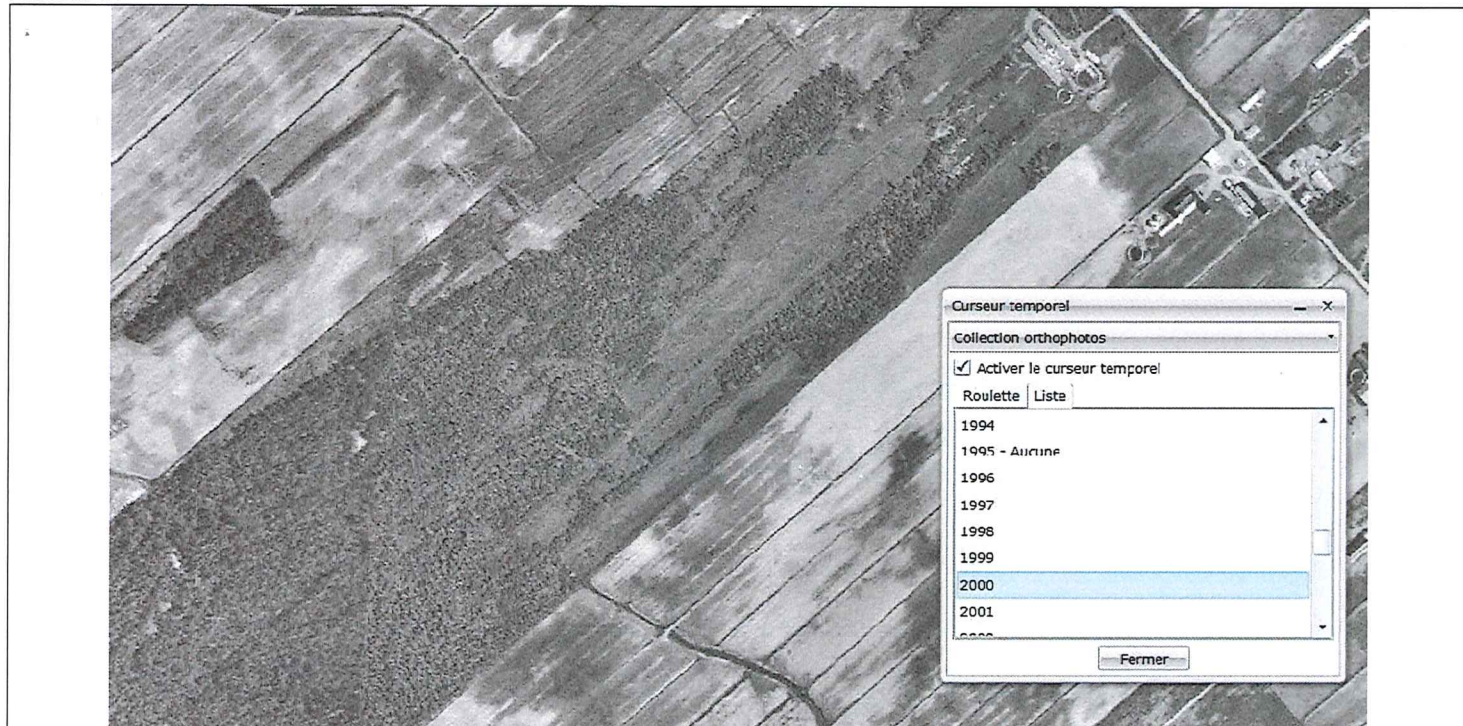 Curseur temporel
Collection orthophotos
Activer le curseur temporel
Roulette Liste
1994
1995 - Aucune
1996
1997
1998
1999
2000
2001
Fermer